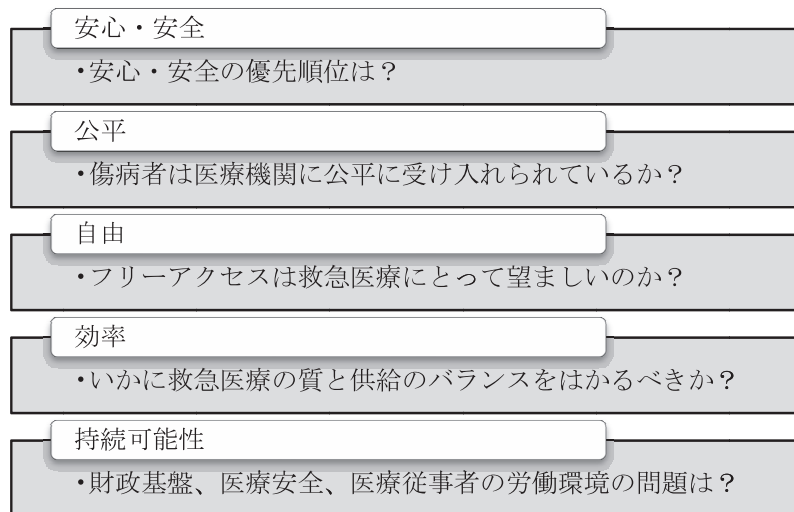 安心・安全
・安心・安全の優先順位は？
公平
・傷病者は医療機関に公平に受け入れられているか？
自由
・フリーアクセスは救急医療にとって望ましいのか？
効率
・いかに救急医療の質と供給のバランスをはかるべきか？
持続可能性
・財政基盤、医療安全、医療従事者の労働環境の問題は？